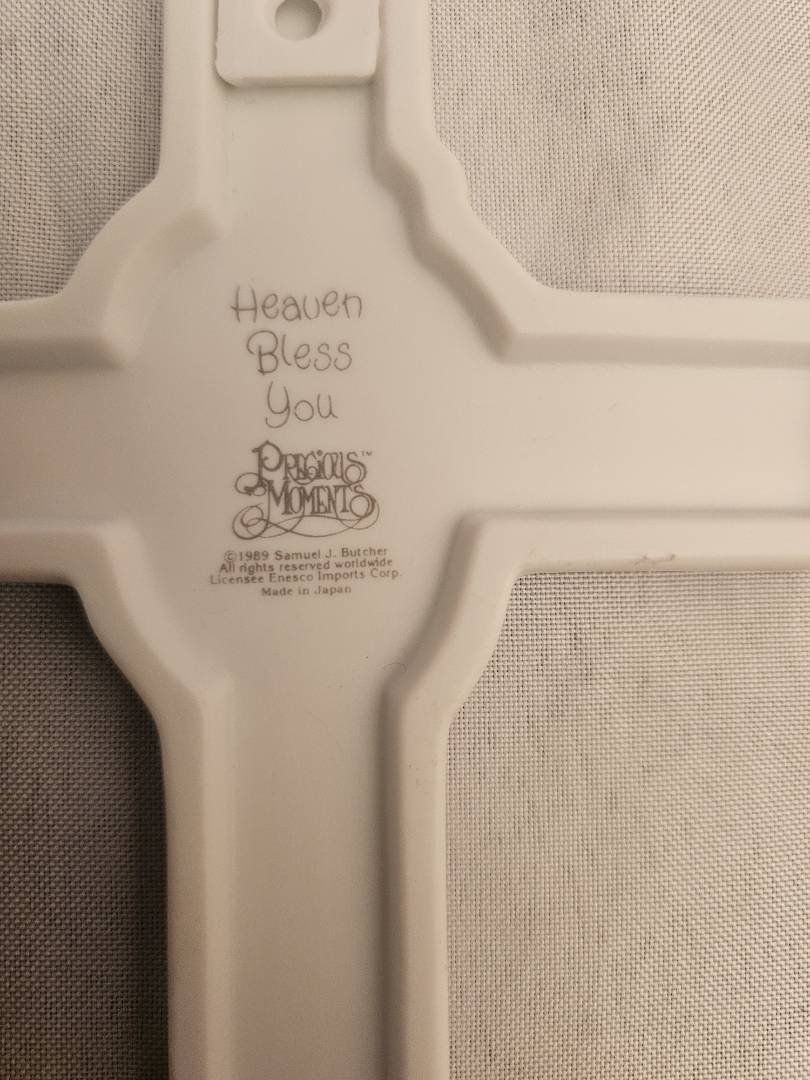 Heaven
Bless
You
PRECIOUS™
MOMENTS
©1989 Samuel J. Butcher
All rights reserved worldwide
Licensee Enesco Imports Corp.
Made in Japan